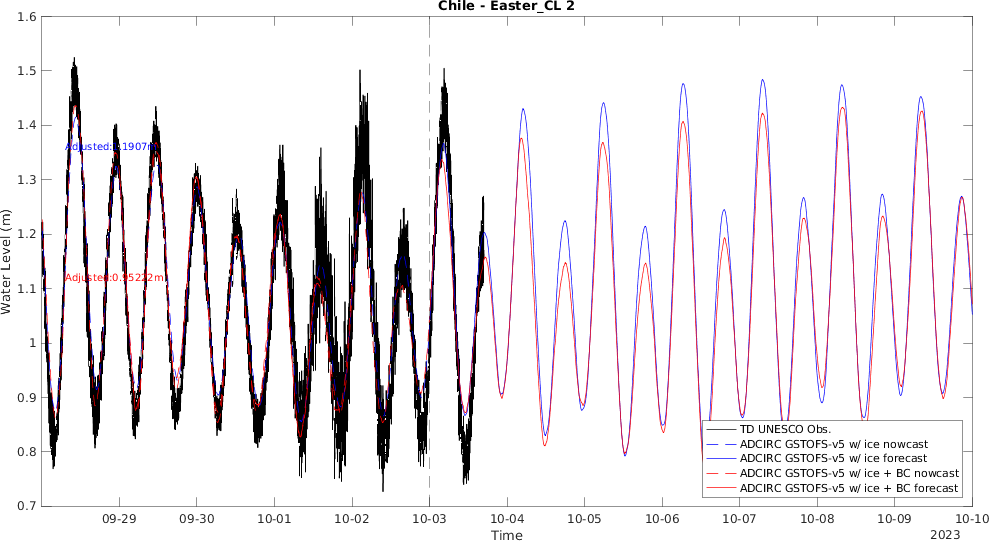 Chile - Easter_CL 2
1.6
1.5
1.4
1.3
1.2
1.1
1
0.9
0.8
0.7
Water Level (m)
Adjusted:0.95222m
TD UNESCO Obs.
ADCIRC GSTOFS-v5 w/ ice nowcast
ADCIRC GSTOFS-v5 w/ ice forecast
ADCIRC GSTOFS-v5 w/ ice + BC nowcast
ADCIRC GSTOFS-v5 w/ ice + BC forecast
09-29 09-30 10-01 10-02 10-03 10-04 10-05 10-06 10-07 10-08 10-09 10-10
Time
2023